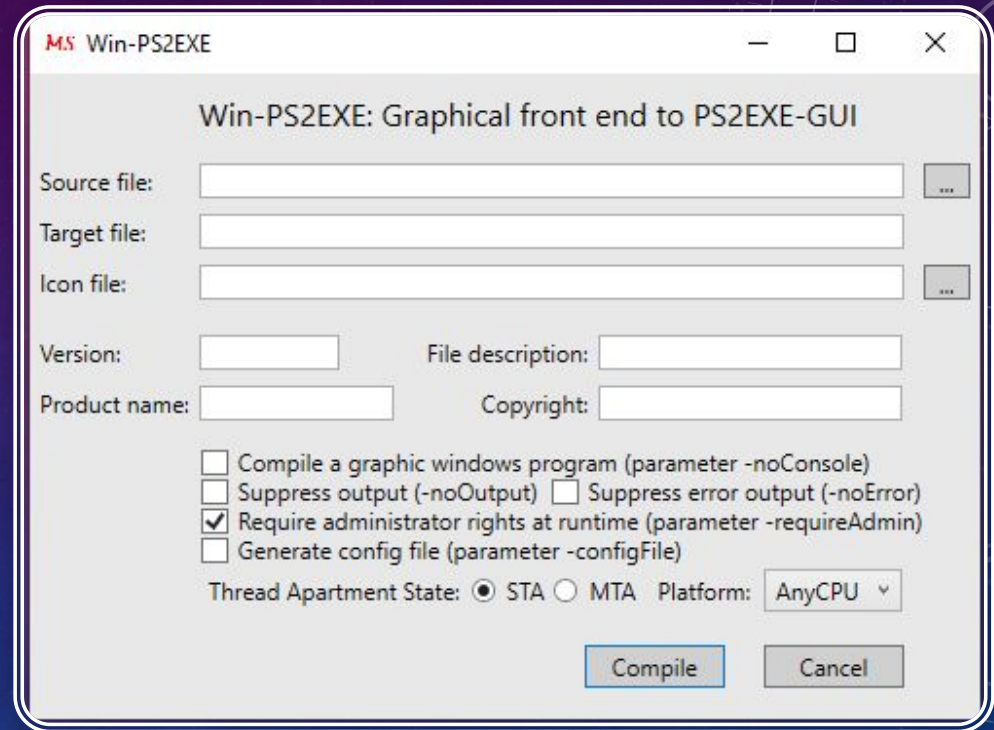 MS Win-PS2EXE
Win-PS2EXE: Graphical front end to PS2EXE-GUI
Source file: ...
Target file:
Icon file: ...
Version: File description:
Product name: Copyright:
Compile a graphic windows program (parameter -noConsole)
Suppress output (-noOutput) Suppress error output (-noError)
Require administrator rights at runtime (parameter -requireAdmin)
Generate config file (parameter -configFile)
Thread Apartment State: STA MTA Platform: AnyCPU
Compile Cancel